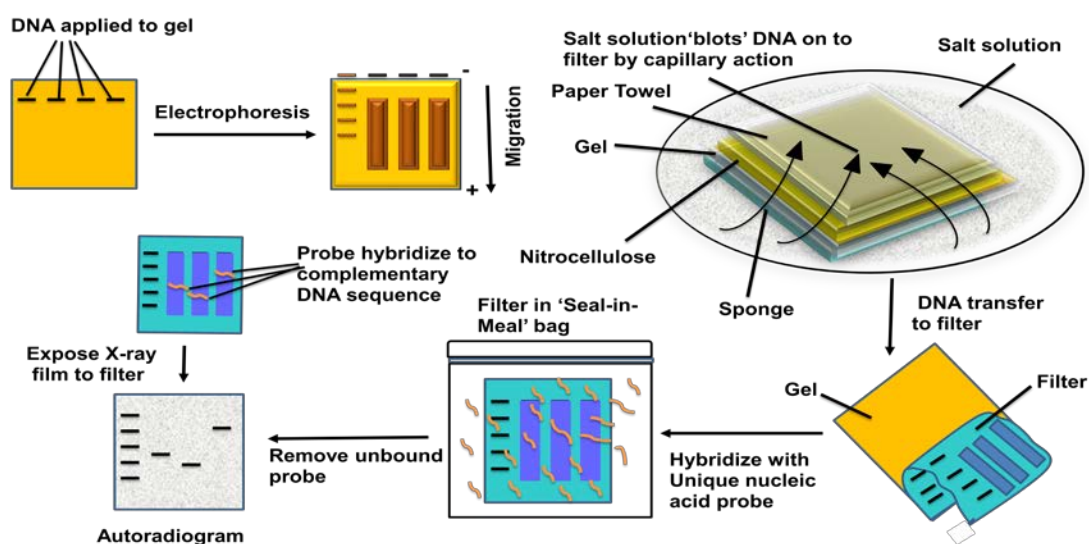 DNA applied to gel
Electrophoresis
-
+
Migration
Salt solution‘blots’ DNA on to
filter by capillary action
Salt solution
Paper Towel
Gel
Nitrocellulose
Sponge
DNA transfer
to filter
Gel
Filter
Hybridize with
Unique nucleic
acid probe
Filter in ‘Seal-in-
Meal’ bag
Remove unbound
probe
Probe hybridize to
complementary
DNA sequence
Expose X-ray
film to filter
Autoradiogram